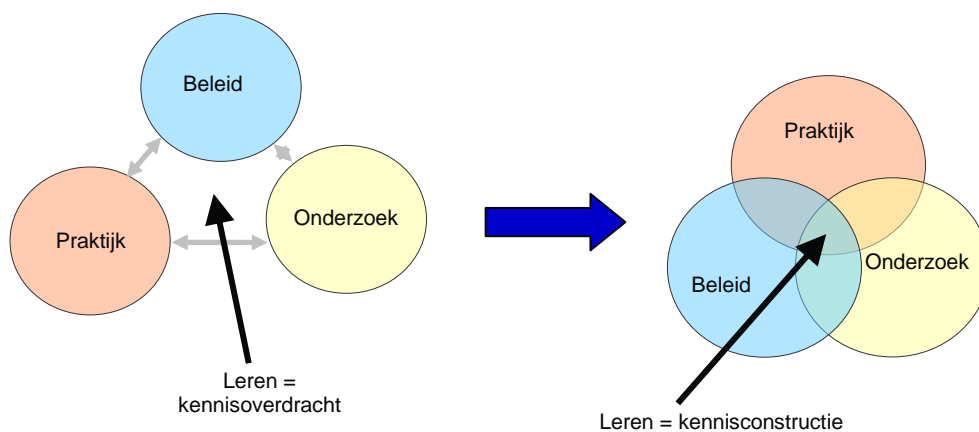 Beleid
Praktijk
Onderzoek
Leren =
kennisoverdracht
Praktijk
Beleid
Onderzoek
Leren = kennisconstructie